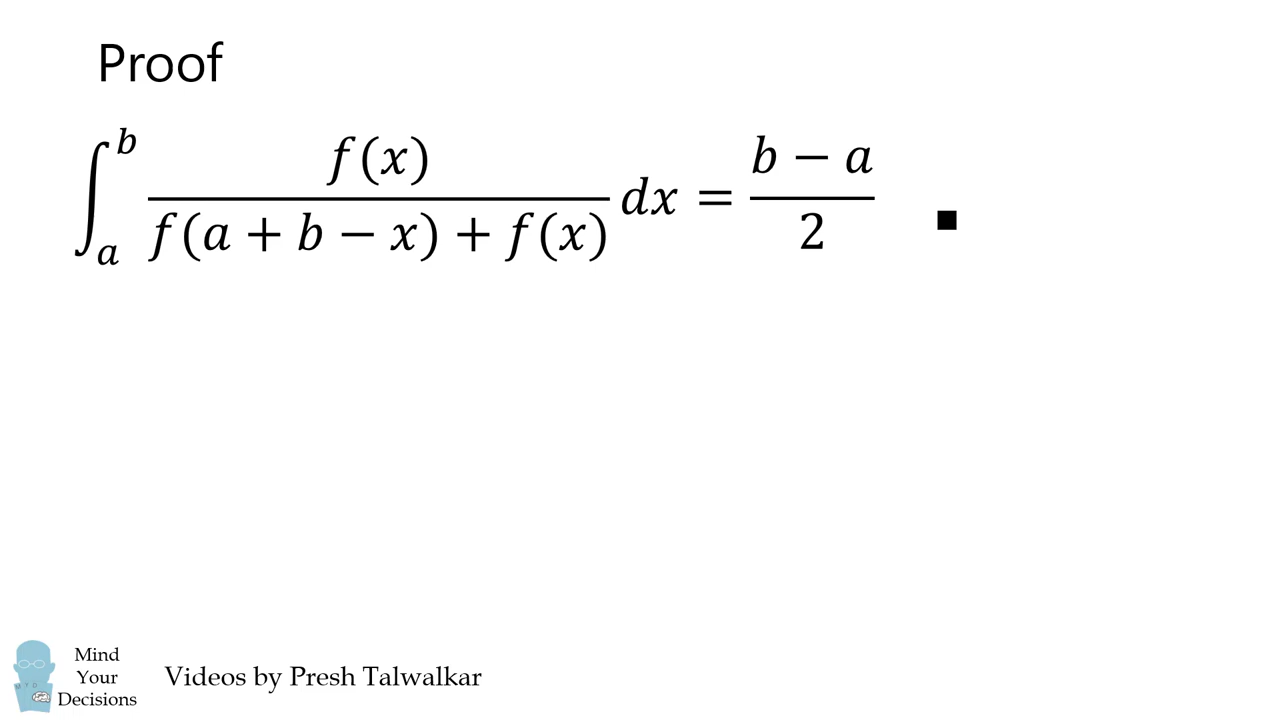 Proof
∫_a^b f(x)/(f(a + b − x) + f(x)) dx = (b − a)/2 ■
Mind
Your
Decisions
Videos by Presh Talwalkar